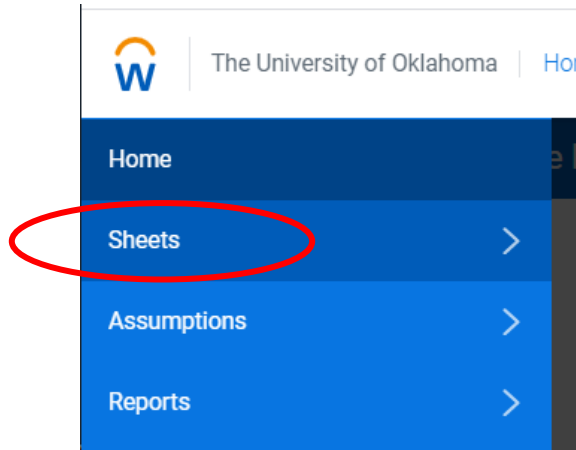 The University of Oklahoma
Home
Sheets
Assumptions
Reports